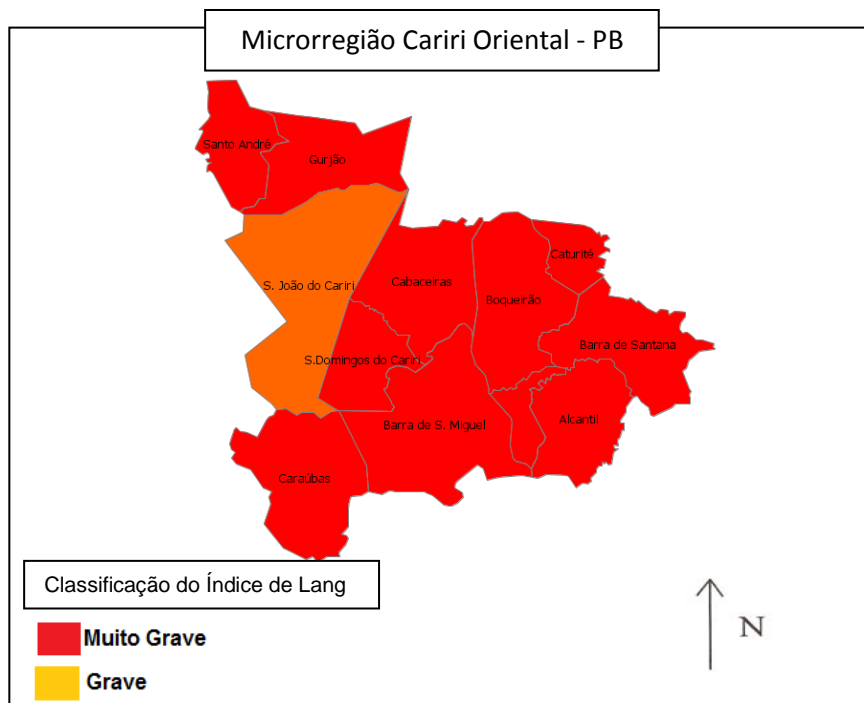 Microrregião Cariri Oriental - PB
Santo André
Gurjão
S. João do Cariri
Cabaceiras
Caturité
Boqueirão
S.Domingos do Cariri
Barra de Santana
Barra de S. Miguel
Alcantil
Caraúbas
Classificação do Índice de Lang
Muito Grave
Grave
N